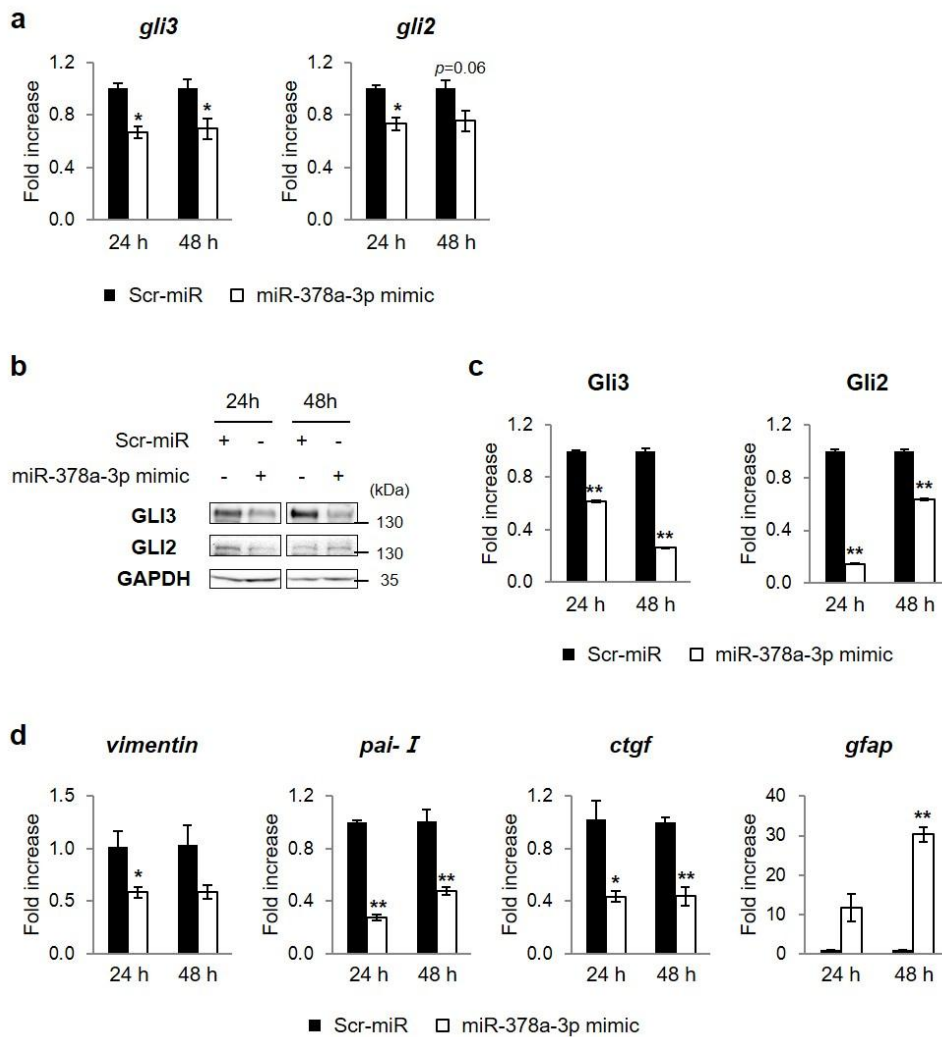 a
gli3 gli2
Fold increase 1.2 0.8 0.4 0.0 * * 24 h 48 h
Fold increase 1.2 0.8 0.4 0.0 * p=0.06 24 h 48 h
Scr-miR miR-378a-3p mimic
b
24h 48h
Scr-miR + - + -
miR-378a-3p mimic - + - +
(kDa)
GLI3 130
GLI2 130
GAPDH 35
c
Gli3 Gli2
Fold increase 1.2 0.8 0.4 0.0 ** ** 24 h 48 h
Fold increase 1.2 0.8 0.4 0.0 ** ** 24 h 48 h
Scr-miR miR-378a-3p mimic
d
vimentin pai- I ctgf gfap
Fold increase 1.5 1.0 0.5 0.0 * 24 h 48 h
Fold increase 1.2 0.8 0.4 0.0 ** ** 24 h 48 h
Fold increase 1.2 0.8 0.4 0.0 * ** 24 h 48 h
Fold increase 40 30 20 10 0 ** 24 h 48 h
Scr-miR miR-378a-3p mimic